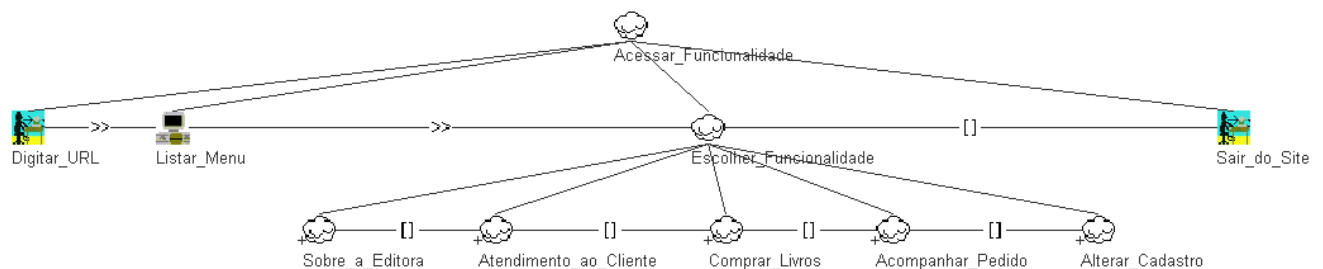 Acessar_Funcionalidade
>> >> []
Digitar_URL Listar_Menu Escolher_Funcionalidade Sair_do_Site
[] [] [] []
+ + + + +
Sobre_a_Editora Atendimento_ao_Cliente Comprar_Livros Acompanhar_Pedido Alterar_Cadastro